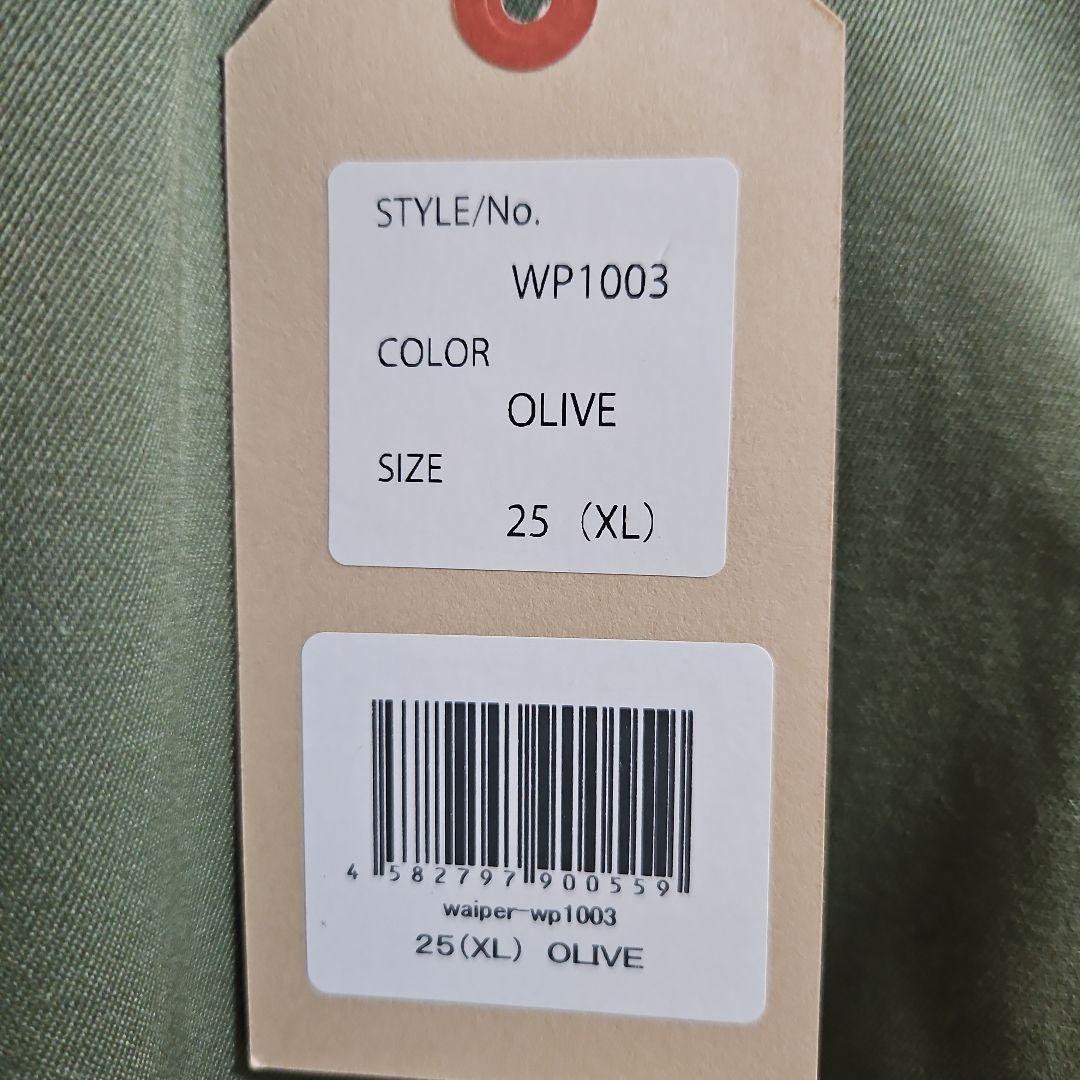 STYLE/No.
WP1003
COLOR
OLIVE
SIZE
25（XL）
4 582797 900559
waiper-wp1003
25(XL) OLIVE